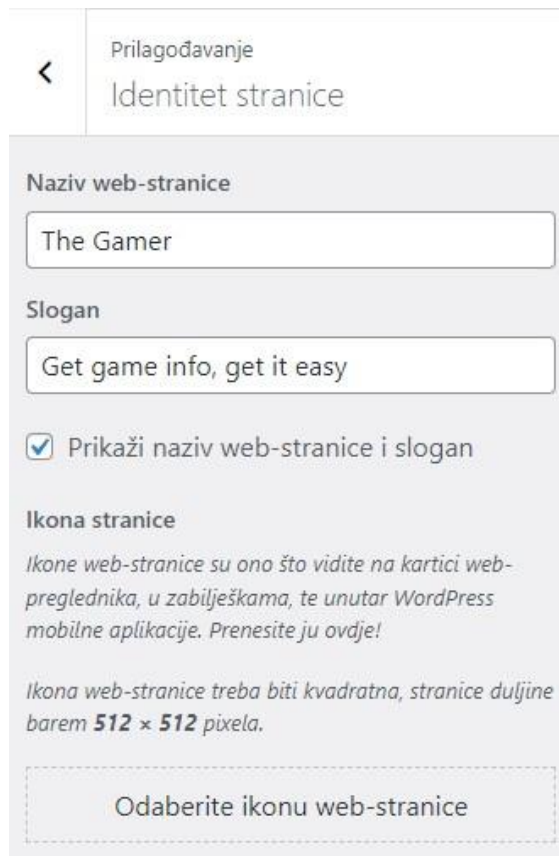 Prilagođavanje
Identitet stranice
Naziv web-stranice
The Gamer
Slogan
Get game info, get it easy
Prikaži naziv web-stranice i slogan
Ikona stranice
Ikone web-stranice su ono što vidite na kartici web-
preglednika, u zabilješkama, te unutar WordPress
mobilne aplikacije. Prenesite ju ovdje!
Ikona web-stranice treba biti kvadratna, stranice duljine
barem 512 × 512 pixela.
Odaberite ikonu web-stranice